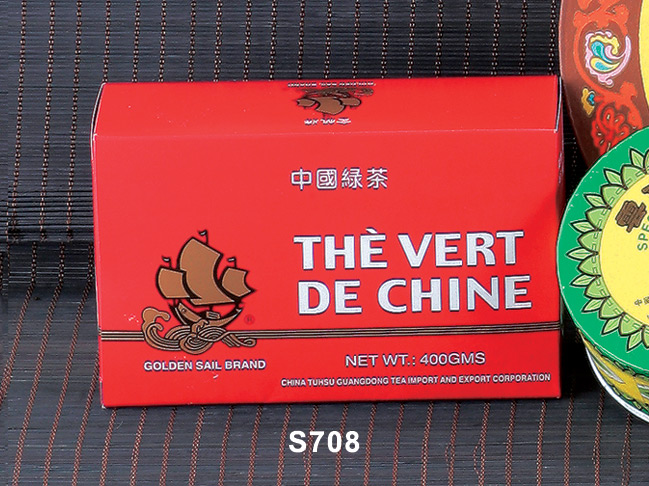 中國綠茶
THÈ VERT
DE CHINE
GOLDEN SAIL BRAND
NET WT.: 400GMS
CHINA TUHSU GUANGDONG TEA IMPORT AND EXPORT CORPORATION
S708